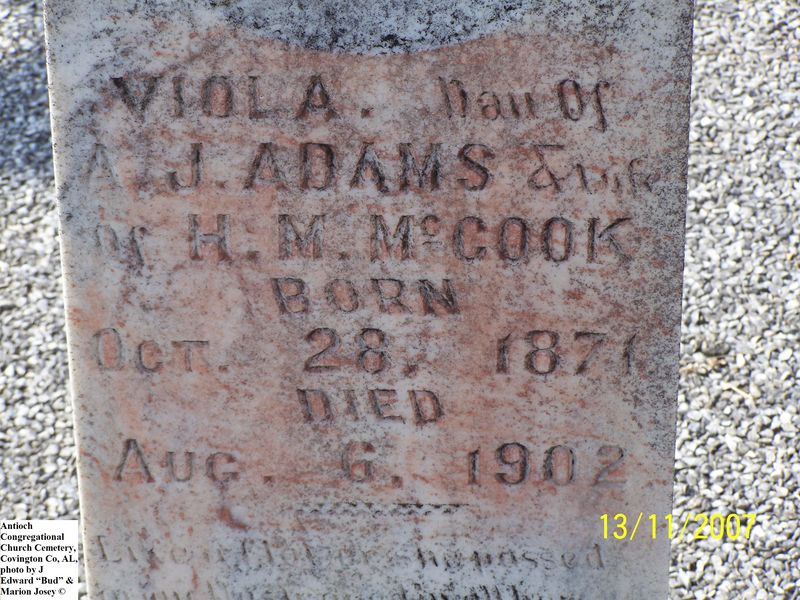 VIOLA. Dau Of
A. J. ADAMS & Wife
of H. M. McCOOK
BORN
Oct. 28. 1871.
DIED
Aug. 6. 1902
passed
13/11/2007
Antioch
Congregational
Church Cemetery,
Covington Co, AL,
photo by J
Edward “Bud” &
Marion Josey ©